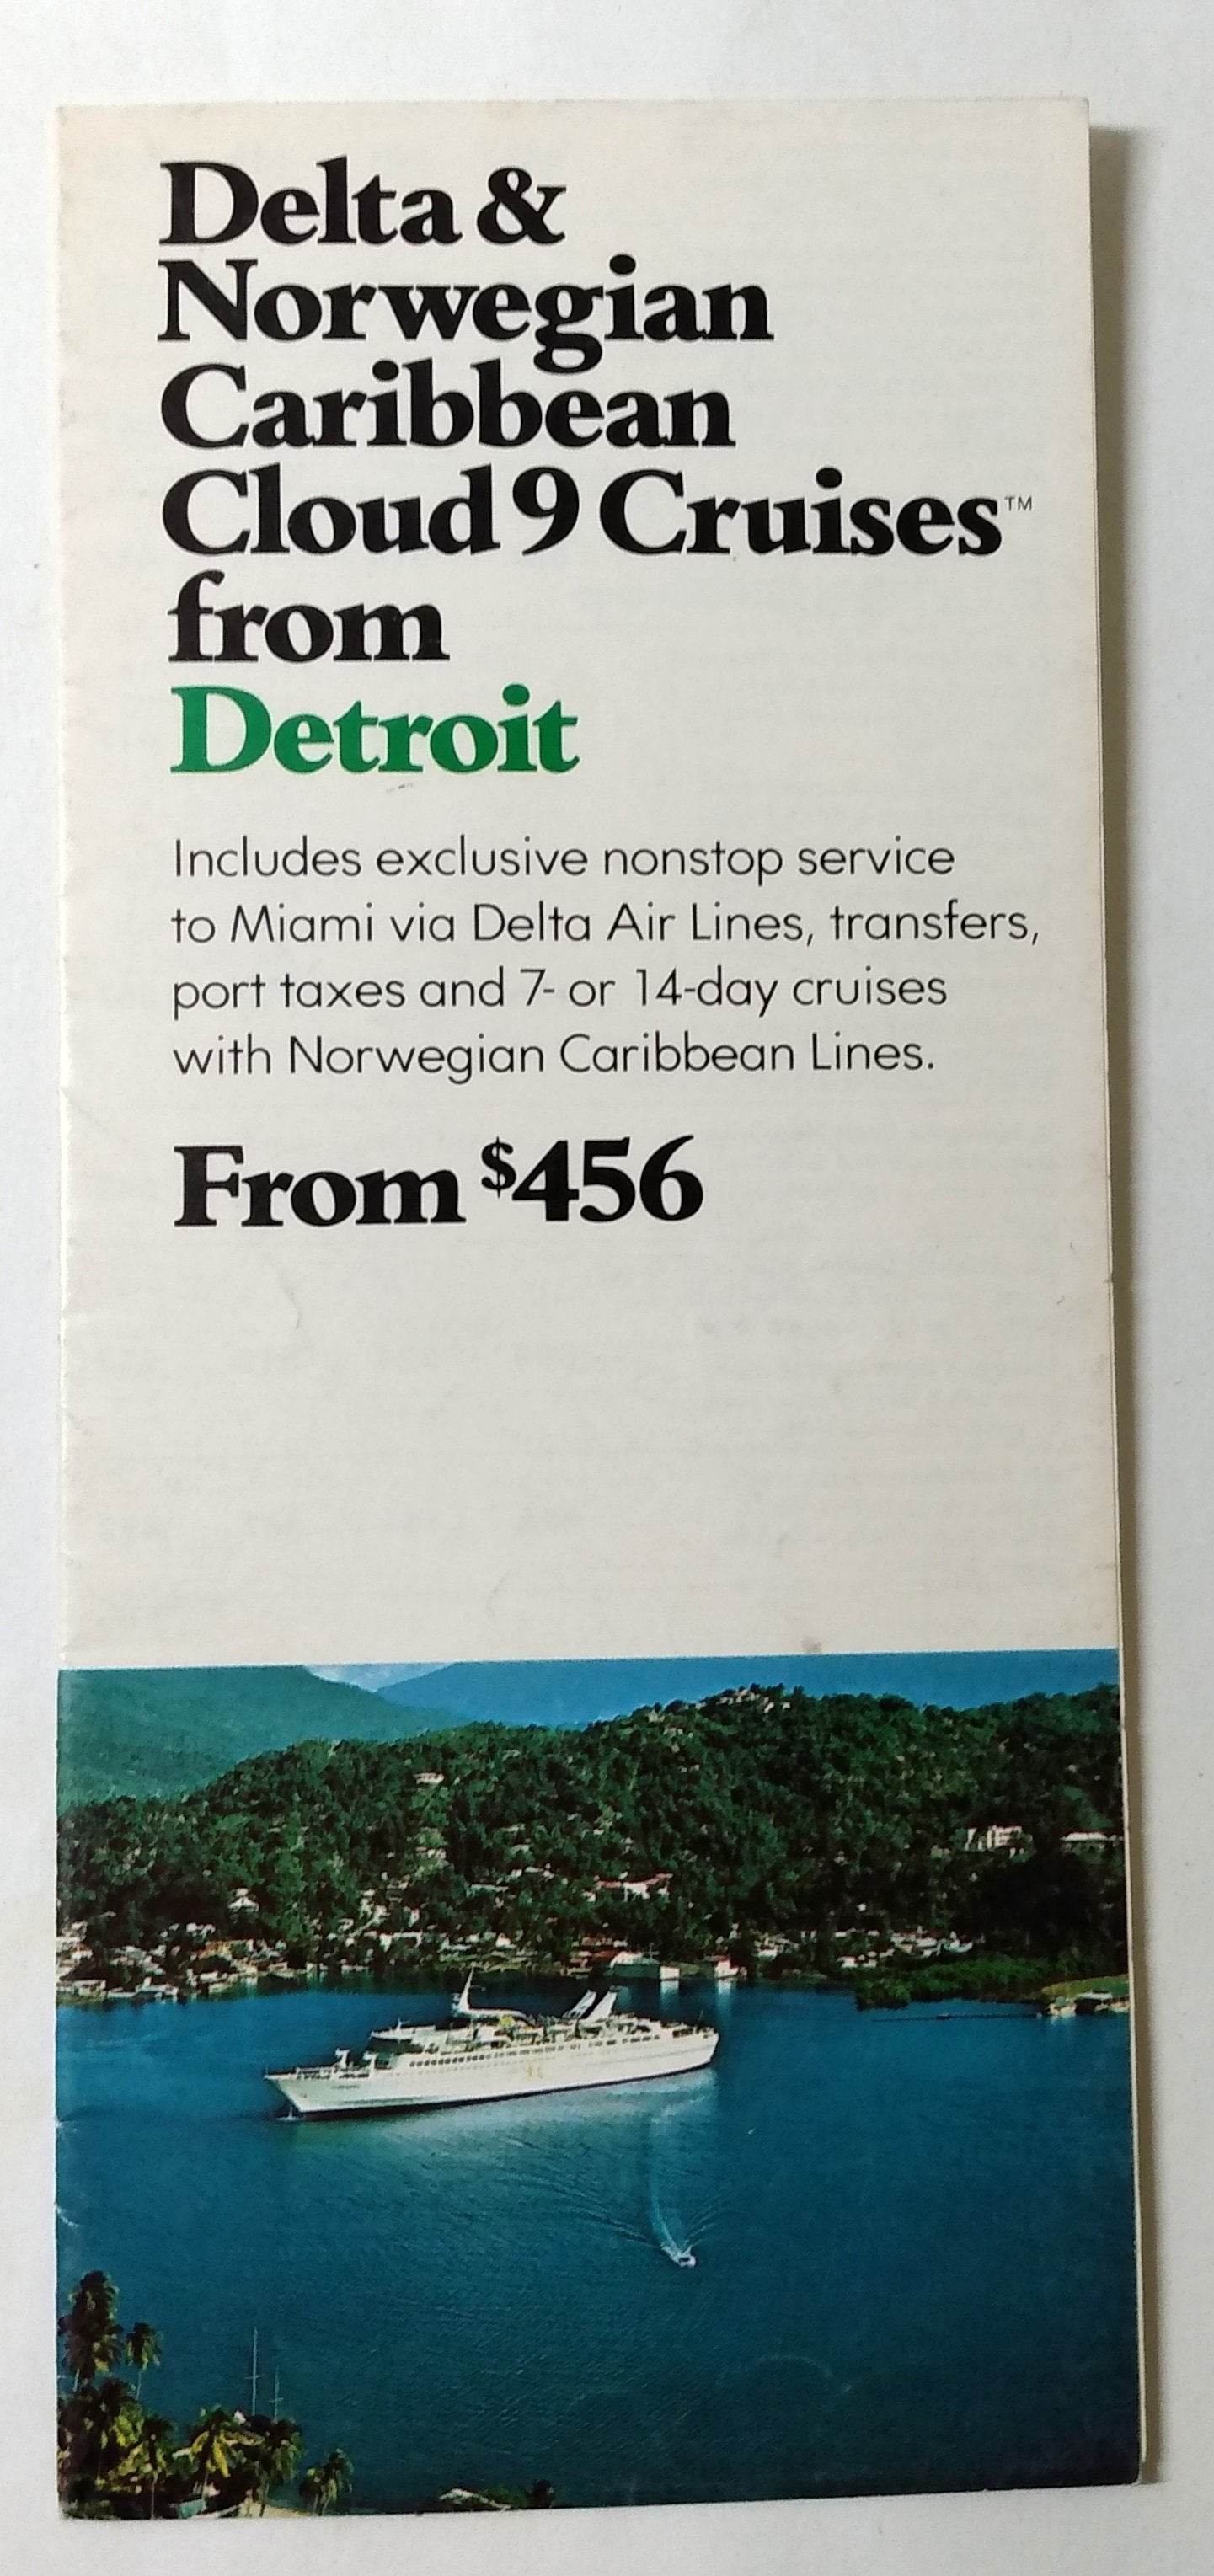 Delta &
Norwegian
Caribbean
Cloud 9 Cruises™
from
Detroit
Includes exclusive nonstop service
to Miami via Delta Air Lines, transfers,
port taxes and 7- or 14-day cruises
with Norwegian Caribbean Lines.
From $456